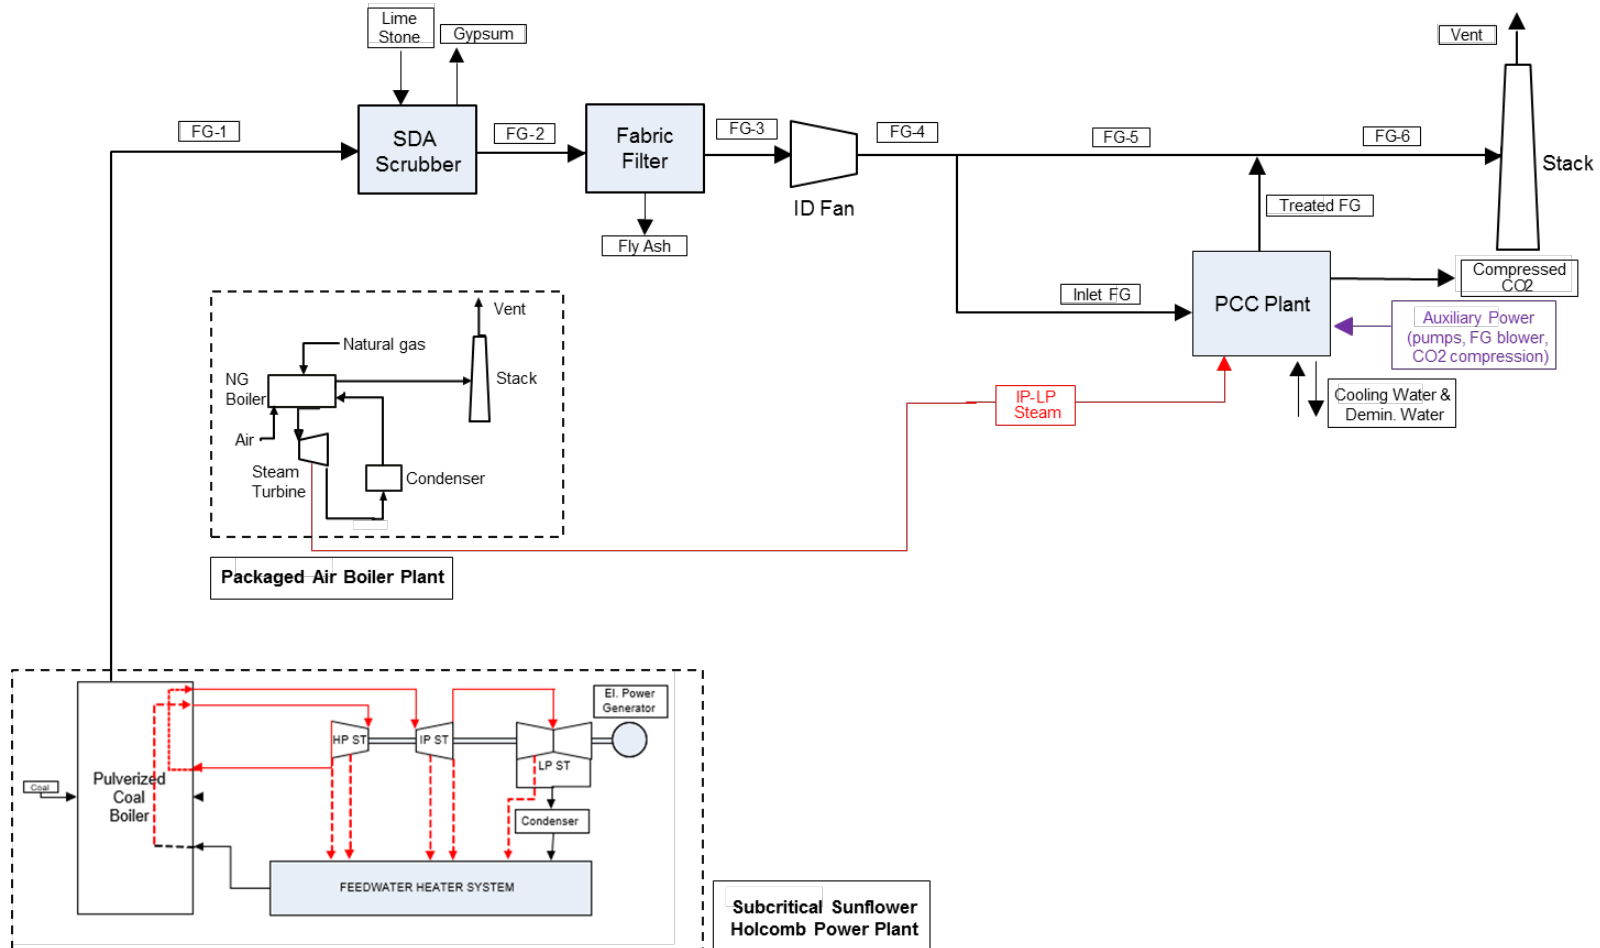 Lime
Stone
Gypsum
Vent
FG-1
SDA
Scrubber
FG-2
Fabric
Filter
FG-3
ID Fan
FG-4
FG-5
FG-6
Stack
Fly Ash
Treated FG
Inlet FG
PCC Plant
Compressed
CO2
Auxiliary Power
(pumps, FG blower,
CO2 compression)
IP-LP
Steam
Cooling Water &
Demin. Water
Vent
Natural gas
NG
Boiler
Stack
Air
Steam
Turbine
Condenser
Packaged Air Boiler Plant
El. Power
Generator
HP ST
IP ST
LP ST
Coal
Pulverized
Coal
Boiler
Condenser
FEEDWATER HEATER SYSTEM
Subcritical Sunflower
Holcomb Power Plant